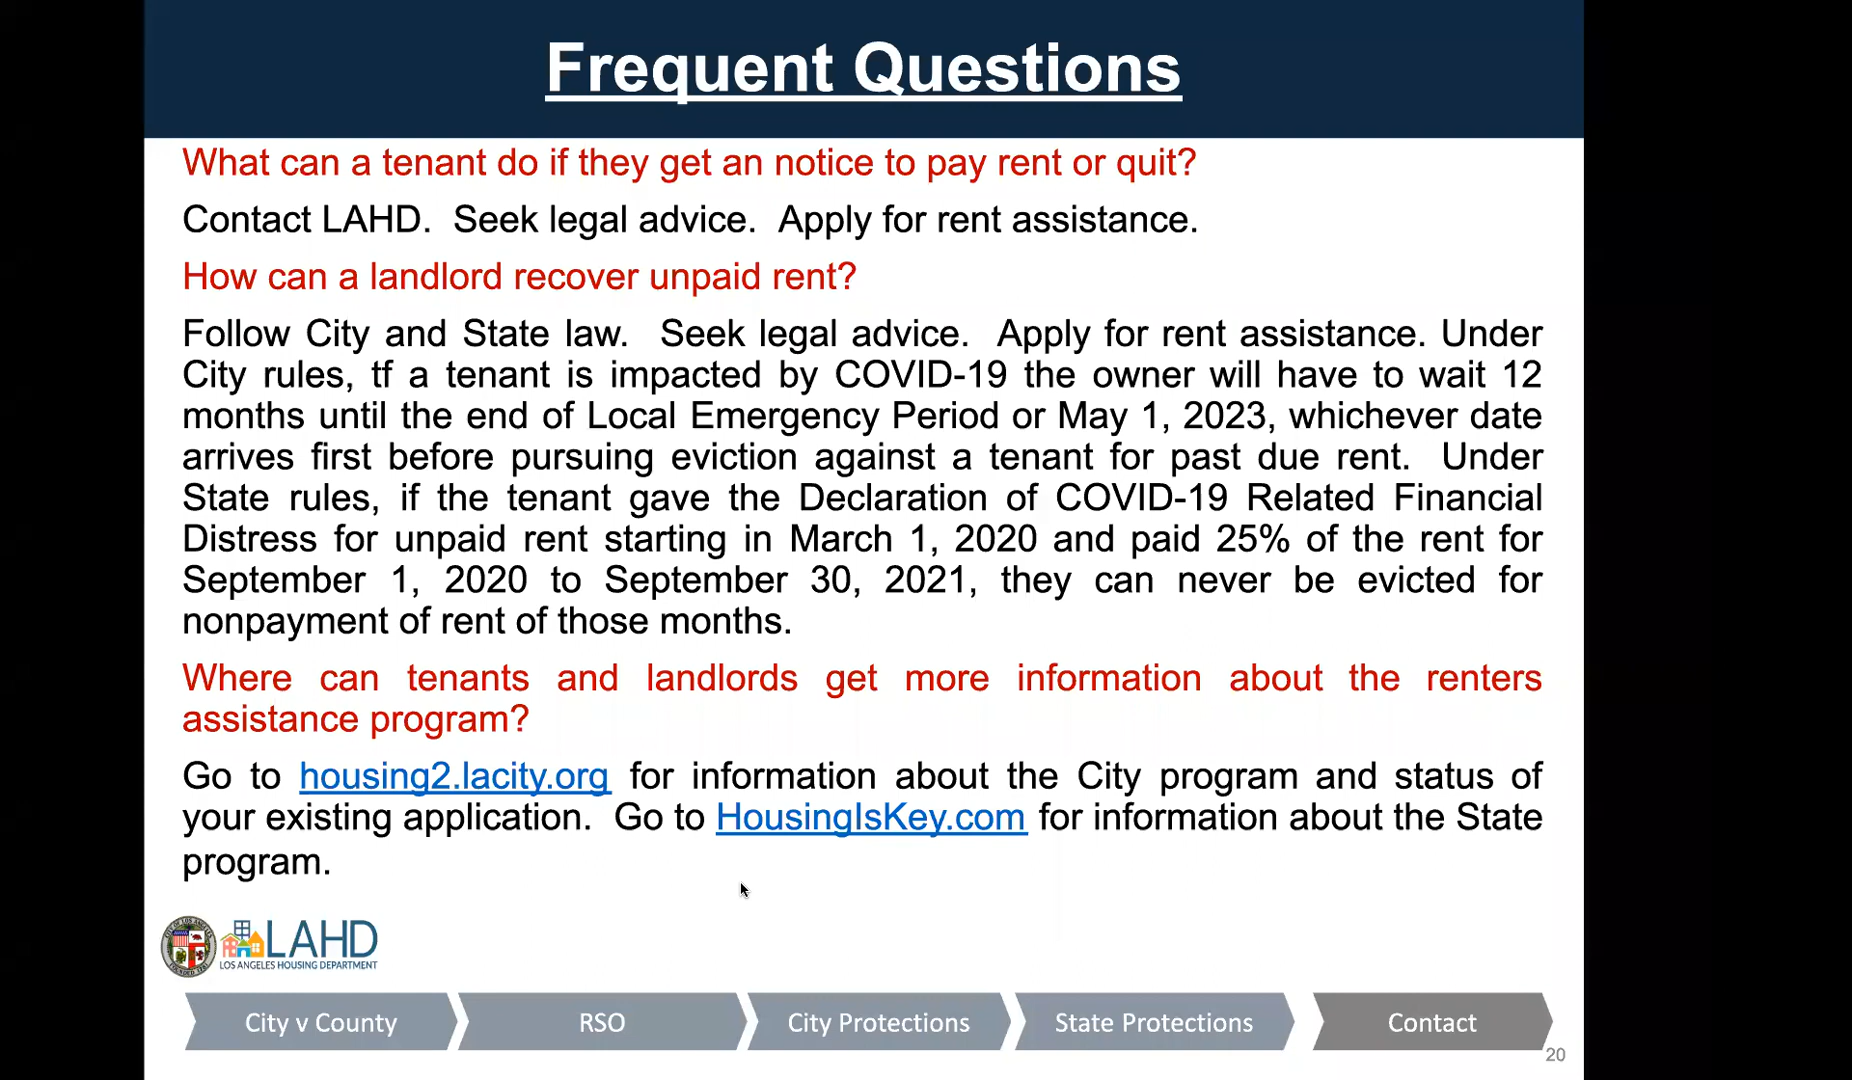 Frequent Questions
What can a tenant do if they get an notice to pay rent or quit?
Contact LAHD.  Seek legal advice.  Apply for rent assistance.
How can a landlord recover unpaid rent?
Follow City and State law.  Seek legal advice.  Apply for rent assistance. Under
City rules, tf a tenant is impacted by COVID-19 the owner will have to wait 12
months until the end of Local Emergency Period or May 1, 2023, whichever date
arrives first before pursuing eviction against a tenant for past due rent.  Under
State rules, if the tenant gave the Declaration of COVID-19 Related Financial
Distress for unpaid rent starting in March 1, 2020 and paid 25% of the rent for
September 1, 2020 to September 30, 2021, they can never be evicted for
nonpayment of rent of those months.
Where can tenants and landlords get more information about the renters
assistance program?
Go to housing2.lacity.org for information about the City program and status of
your existing application.  Go to HousingIsKey.com for information about the State
program.
LAHD
LOS ANGELES HOUSING DEPARTMENT
City v County
RSO
City Protections
State Protections
Contact
20